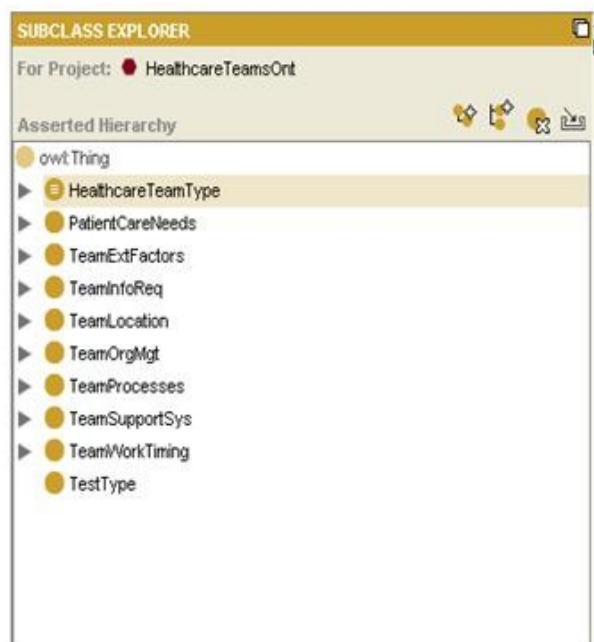 SUBCLASS EXPLORER
For Project: HealthcareTeamsOnt
Asserted Hierarchy
owl:Thing
HealthcareTeamType
PatientCareNeeds
TeamExtFactors
TeamInfoReq
TeamLocation
TeamOrgMgt
TeamProcesses
TeamSupportSys
TeamWorkTiming
TestType